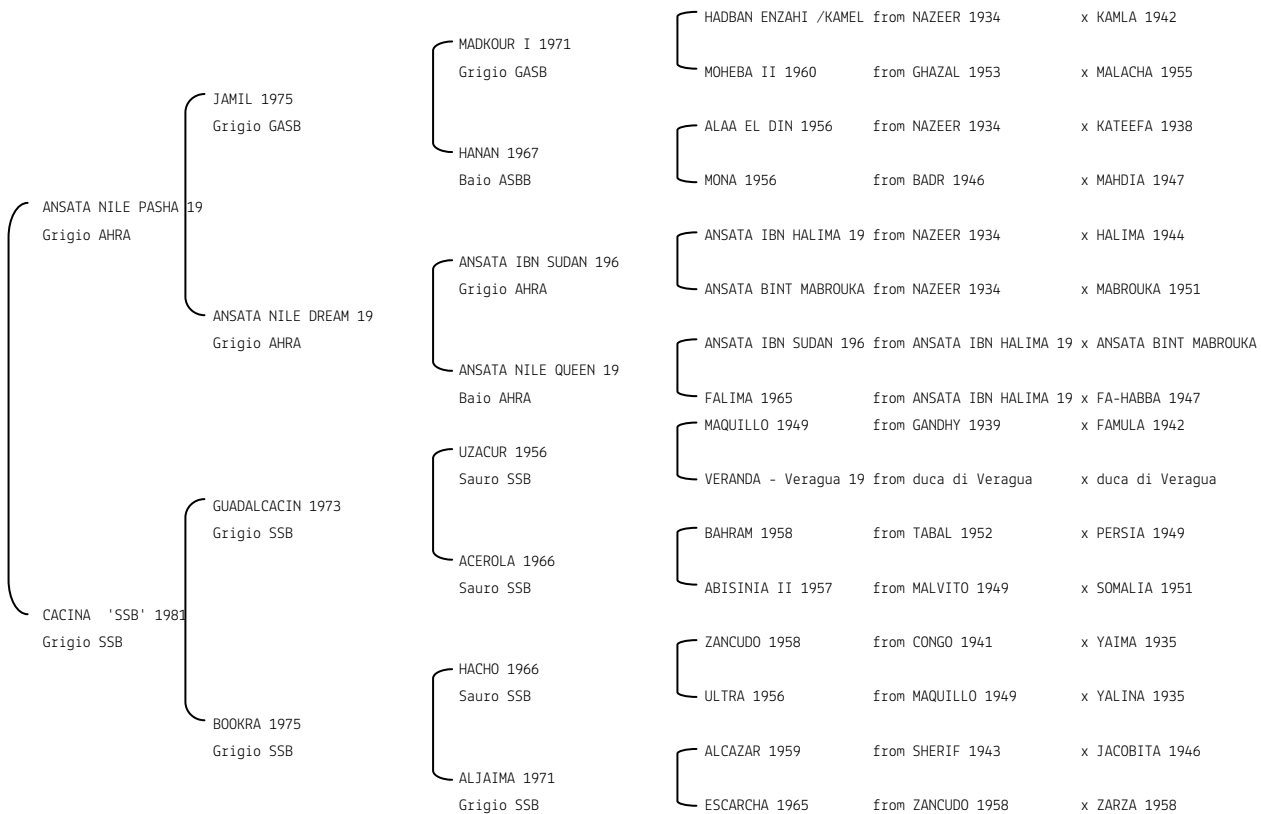 HADBAN ENZAHI /KAMEL from NAZEER 1934 x KAMLA 1942
MADKOUR I 1971
Grigio GASB
MOHEBA II 1960 from GHAZAL 1953 x MALACHA 1955
JAMIL 1975
Grigio GASB
ALAA EL DIN 1956 from NAZEER 1934 x KATEEFA 1938
HANAN 1967
Baio ASBB
MONA 1956 from BADR 1946 x MAHDIA 1947
ANSATA NILE PASHA 19
Grigio AHRA
ANSATA IBN HALIMA 19 from NAZEER 1934 x HALIMA 1944
ANSATA IBN SUDAN 196
Grigio AHRA
ANSATA BINT MABROUKA from NAZEER 1934 x MABROUKA 1951
ANSATA NILE DREAM 19
Grigio AHRA
ANSATA IBN SUDAN 196 from ANSATA IBN HALIMA 19 x ANSATA BINT MABROUKA
ANSATA NILE QUEEN 19
Baio AHRA
FALIMA 1965 from ANSATA IBN HALIMA 19 x FA-HABBA 1947
MAQUILLO 1949 from GANDHY 1939 x FAMULA 1942
UZACUR 1956
Sauro SSB
VERANDA - Veragua 19 from duca di Veragua x duca di Veragua
GUADALCACIN 1973
Grigio SSB
BAHRAM 1958 from TABAL 1952 x PERSIA 1949
ACEROLA 1966
Sauro SSB
ABISINIA II 1957 from MALVITO 1949 x SOMALIA 1951
CACINA 'SSB' 1981
Grigio SSB
ZANCUDO 1958 from CONGO 1941 x YAIMA 1935
HACHO 1966
Sauro SSB
ULTRA 1956 from MAQUILLO 1949 x YALINA 1935
BOOKRA 1975
Grigio SSB
ALCAZAR 1959 from SHERIF 1943 x JACOBITA 1946
ALJAIMA 1971
Grigio SSB
ESCARCHA 1965 from ZANCUDO 1958 x ZARZA 1958